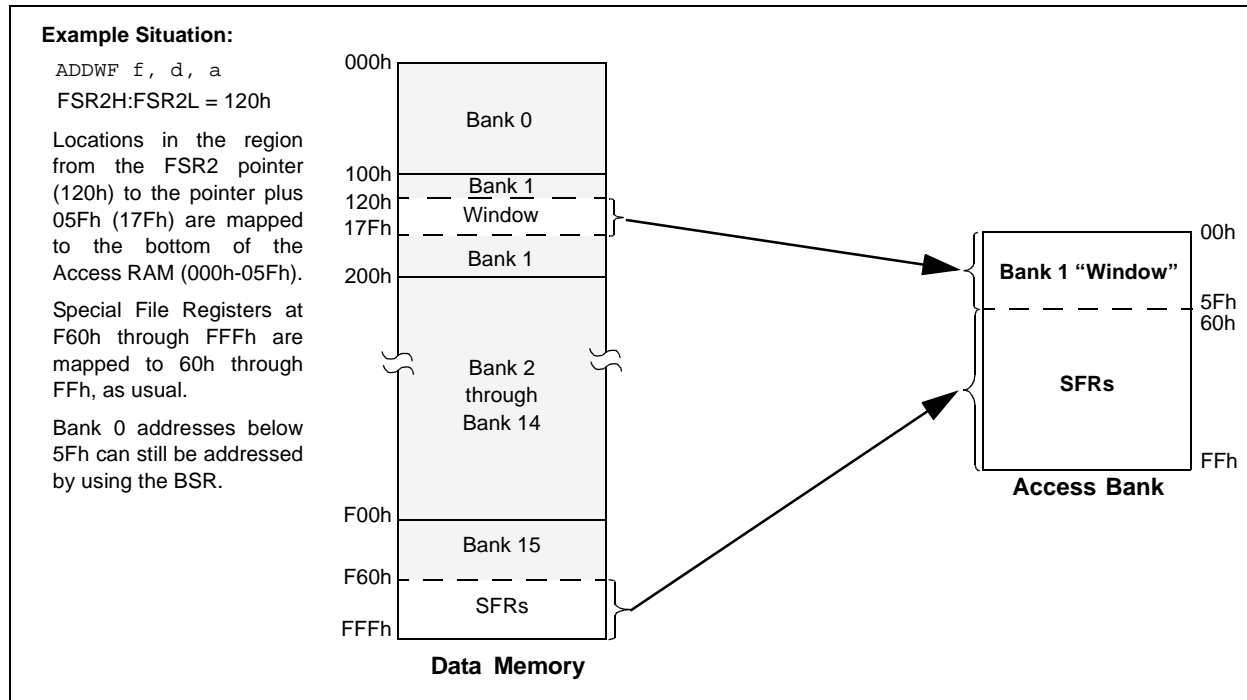 Example Situation:
ADDWF f, d, a
FSR2H:FSR2L = 120h
Locations in the region
from the FSR2 pointer
(120h) to the pointer plus
05Fh (17Fh) are mapped
to the bottom of the
Access RAM (000h-05Fh).
Special File Registers at
F60h through FFFh are
mapped to 60h through
FFh, as usual.
Bank 0 addresses below
5Fh can still be addressed
by using the BSR.
000h
Bank 0
100h
Bank 1
120h
Window
17Fh
Bank 1
200h
Bank 2
through
Bank 14
F00h
Bank 15
F60h
SFRs
FFFh
Data Memory
00h
Bank 1 “Window”
5Fh
60h
SFRs
FFh
Access Bank